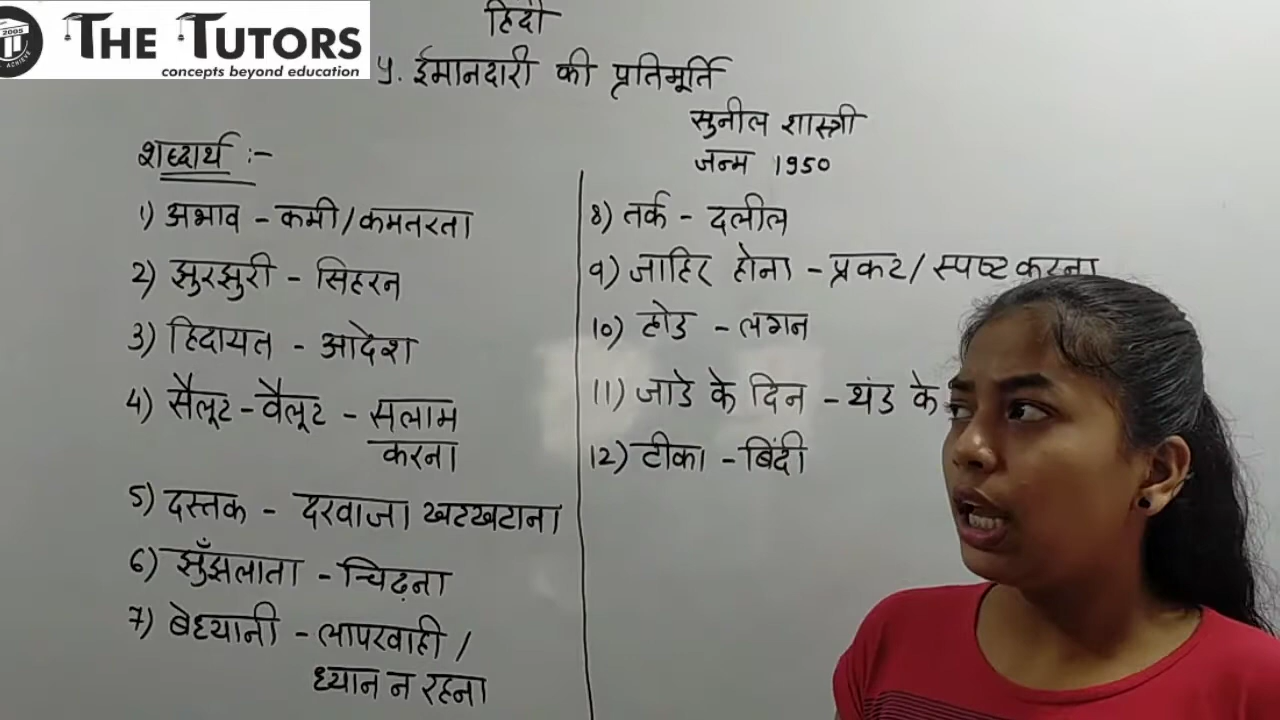 THE TUTORS
concepts beyond education
2005
हिंदी
५. ईमानदारी की प्रतिमूर्ति
सुनील शास्त्री
जन्म 1950
शब्दार्थ :-
1) अभाव - कमी/कमतरता
2) झुरझुरी - सिहरन
3) हिदायत - आदेश
4) सैलूट-वैलूट - सलाम
करना
5) दस्तक - दरवाजा खटखटाना
6) झुँझलाता - चिढ़ना
7) बेध्यानी - लापरवाही /
ध्यान न रहना
8) तर्क - दलील
9) जाहिर होना - प्रकट/स्पष्ट करना
10) होड - लगन
11) जाडे के दिन - थंड के
12) टीका - बिंदी